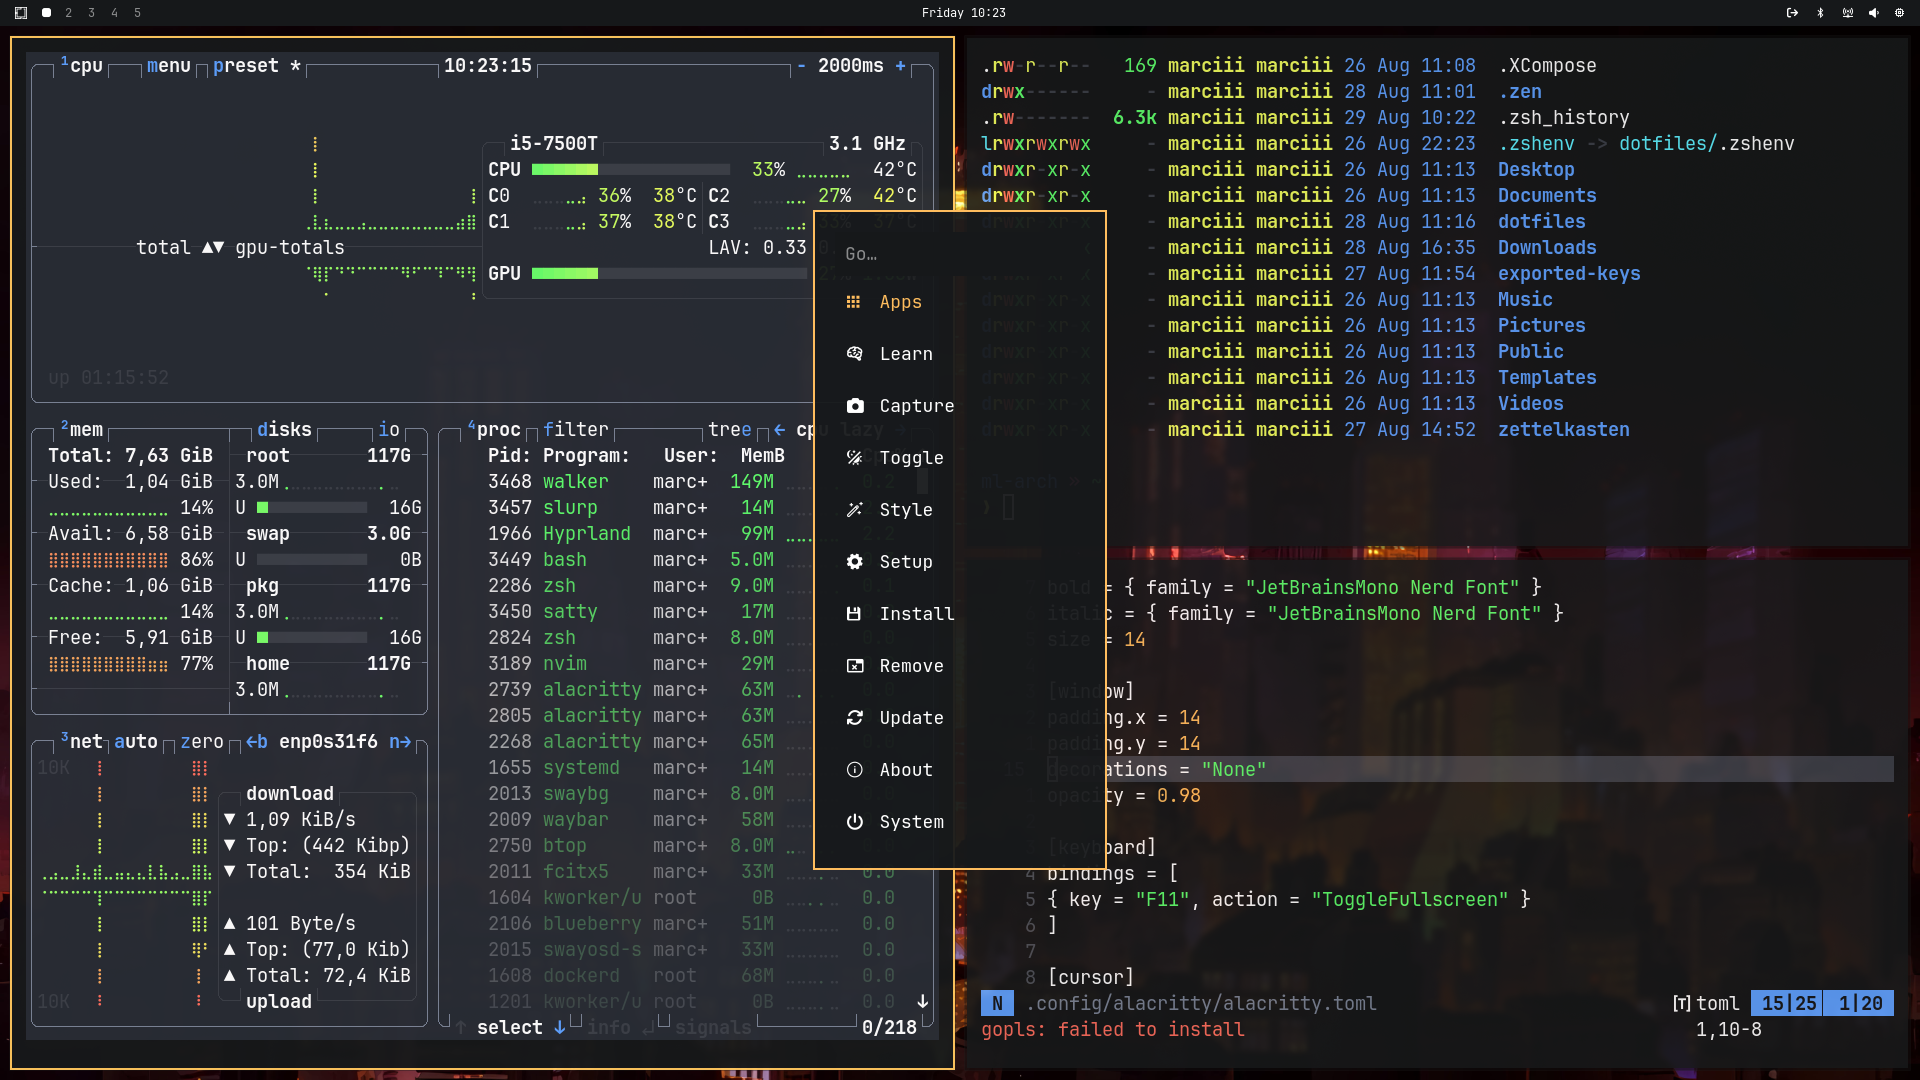 2 3 4 5
Friday 10:23
1cpu menu preset * 10:23:15 - 2000ms +
i5-7500T 3.1 GHz
CPU 33% 42°C
C0 36% 38°C C2 27% 42°C
C1 37% 38°C C3
total ▲▼ gpu-totals
LAV: 0.33
GPU
up 01:15:52
2mem disks io
Total: 7,63 GiB root 117G
Used: 1,04 GiB 3.0M
14% U 16G
Avail: 6,58 GiB swap 3.0G
86% U 0B
Cache: 1,06 GiB pkg 117G
14% 3.0M
Free: 5,91 GiB U 16G
77% home 117G
3.0M
3net auto zero ←b enp0s31f6 n→
10K
download
▼ 1,09 KiB/s
▼ Top: (442 Kibp)
▼ Total: 354 KiB
▲ 101 Byte/s
▲ Top: (77,0 Kib)
▲ Total: 72,4 KiB
10K upload
4proc filter tree ← cpu lazy
Pid: Program: User: MemB
3468 walker marc+ 149M 0.2
3457 slurp marc+ 14M
1966 Hyprland marc+ 99M 2.2
3449 bash marc+ 5.0M
2286 zsh marc+ 9.0M 0.1
3450 satty marc+ 17M
2824 zsh marc+ 8.0M 0.0
3189 nvim marc+ 29M
2739 alacritty marc+ 63M 0.0
2805 alacritty marc+ 63M
2268 alacritty marc+ 65M
1655 systemd marc+ 14M
2013 swaybg marc+ 8.0M
2009 waybar marc+ 58M
2750 btop marc+ 8.0M
2011 fcitx5 marc+ 33M 0.0
1604 kworker/u root 0B 0.0
2106 blueberry marc+ 51M 0.0
2015 swayosd-s marc+ 33M 0.0
1608 dockerd root 68M 0.0
1201 kworker/u root 0B 0.0 ↓
↑ select ↓ info ↲ signals 0/218
Go…
Apps
Learn
Capture
Toggle
Style
Setup
Install
Remove
Update
About
System
.rw-r--r-- 169 marciii marciii 26 Aug 11:08 .XCompose
drwx------ - marciii marciii 28 Aug 11:01 .zen
.rw------- 6.3k marciii marciii 29 Aug 10:22 .zsh_history
lrwxrwxrwx - marciii marciii 26 Aug 22:23 .zshenv -> dotfiles/.zshenv
drwxr-xr-x - marciii marciii 26 Aug 11:13 Desktop
drwxr-xr-x - marciii marciii 26 Aug 11:13 Documents
- marciii marciii 28 Aug 11:16 dotfiles
- marciii marciii 28 Aug 16:35 Downloads
- marciii marciii 27 Aug 11:54 exported-keys
- marciii marciii 26 Aug 11:13 Music
- marciii marciii 26 Aug 11:13 Pictures
- marciii marciii 26 Aug 11:13 Public
- marciii marciii 26 Aug 11:13 Templates
- marciii marciii 26 Aug 11:13 Videos
- marciii marciii 27 Aug 14:52 zettelkasten
ml-arch » ~
bold = { family = "JetBrainsMono Nerd Font" }
italic = { family = "JetBrainsMono Nerd Font" }
size = 14
[window]
padding.x = 14
padding.y = 14
decorations = "None"
opacity = 0.98
[keyboard]
4 bindings = [
5 { key = "F11", action = "ToggleFullscreen" }
6 ]
7
8 [cursor]
N .config/alacritty/alacritty.toml [T] toml 15|25 1|20
gopls: failed to install 1,10-8